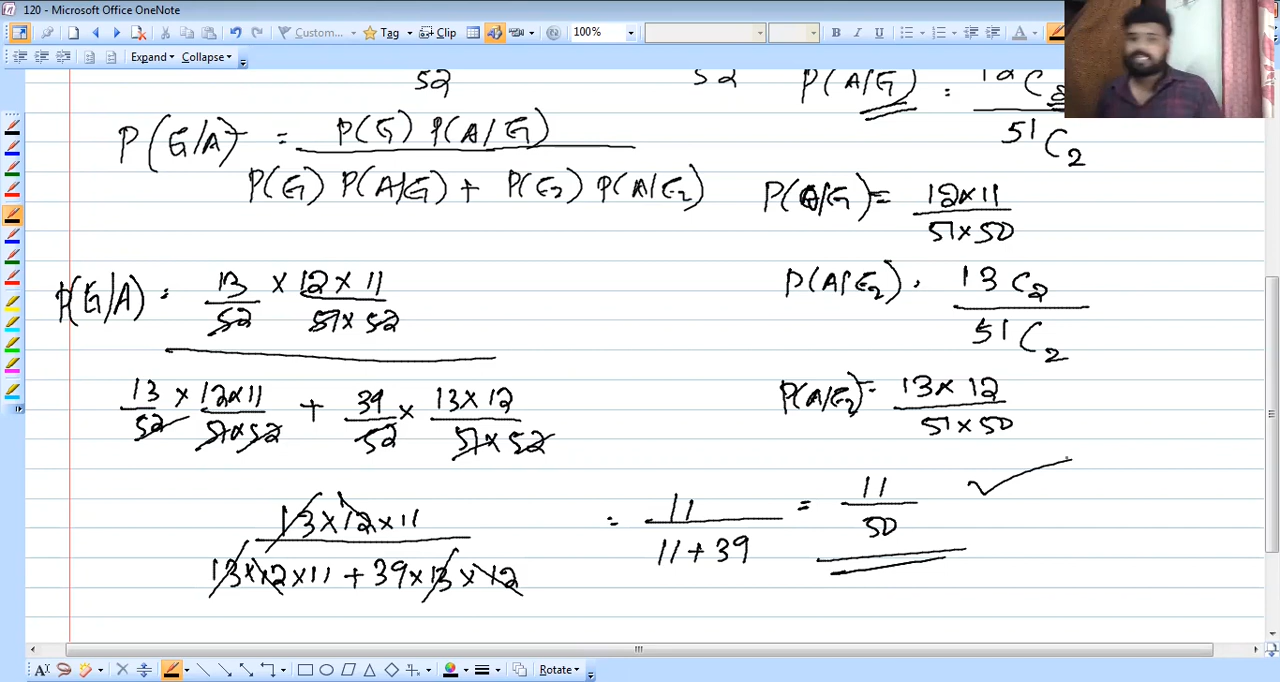 120 - Microsoft Office OneNote
Custom... Tag Clip 100% B I U A
Expand Collapse
52
52
P(A/E1) = 12C2 / 51C2
P(E1/A) = P(E1) P(A/E1) / P(E1) P(A/E1) + P(E2) P(A/E2)
P(A/E1) = 12×11 / 51×50
P(A/E2) = 13C2 / 51C2
P(E1/A) = 13/52 × 12×11/51×52
13/52 × 12×11/51×52 + 39/52 × 13×12/51×52
P(A/E2) = 13×12 / 51×50
13×12×11 / 13×12×11 + 39×13×12 = 11 / 11+39 = 11/50
Rotate